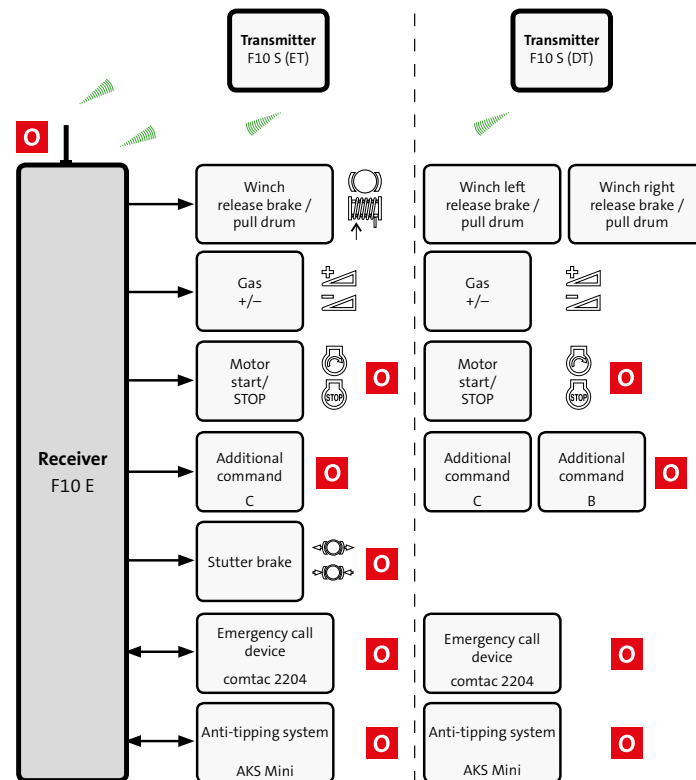 Transmitter
F10 S (ET)
Transmitter
F10 S (DT)
O
Receiver
F10 E
Winch
release brake /
pull drum
Winch left
release brake /
pull drum
Winch right
release brake /
pull drum
Gas
+/–
Gas
+/–
Motor
start/
STOP
STOP
O
Motor
start/
STOP
STOP
O
Additional
command
C
O
Additional
command
C
Additional
command
B
O
Stutter brake
O
Emergency call
device
comtac 2204
O
Emergency call
device
comtac 2204
O
Anti-tipping system
AKS Mini
O
Anti-tipping system
AKS Mini
O